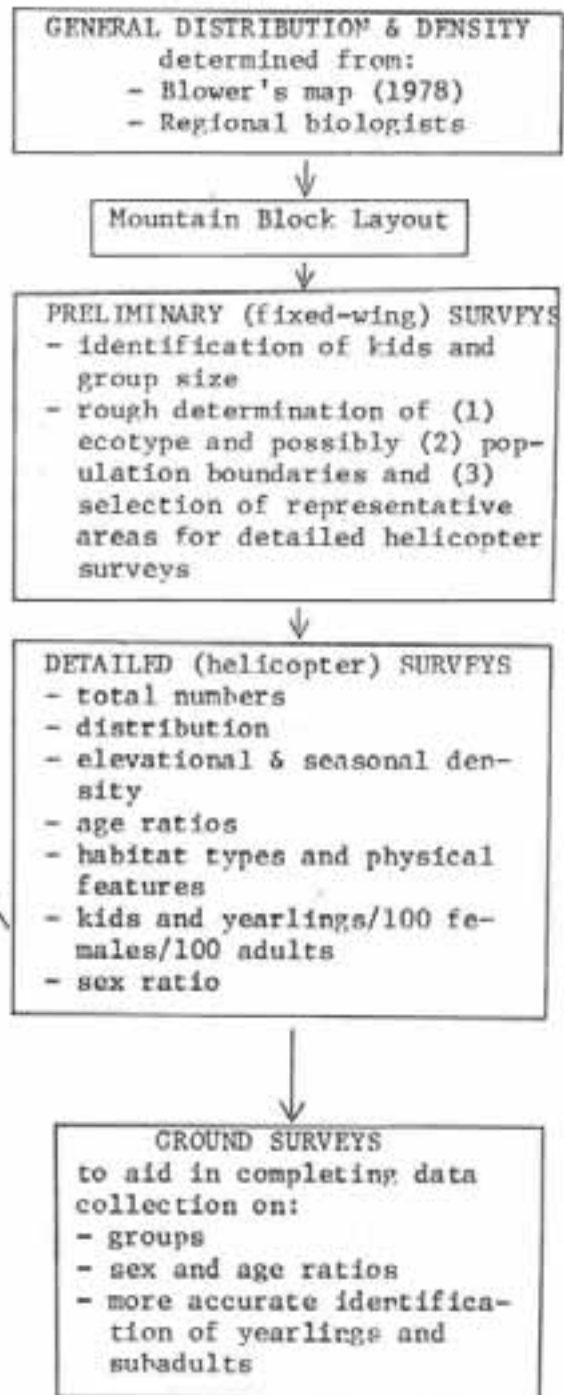 GENERAL DISTRIBUTION & DENSITY
determined from:
- Blower's map (1978)
- Regional biologists
Mountain Block Layout
PRELIMINARY (fixed-wing) SURVEYS
- identification of kids and
group size
- rough determination of (1)
ecotype and possibly (2) pop-
ulation boundaries and (3)
selection of representative
areas for detailed helicopter
surveys
DETAILED (helicopter) SURVEYS
- total numbers
- distribution
- elevational & seasonal den-
sity
- age ratios
- habitat types and physical
features
- kids and yearlings/100 fe-
males/100 adults
- sex ratio
GROUND SURVEYS
to aid in completing data
collection on:
- groups
- sex and age ratios
- more accurate identifica-
tion of yearlings and
subadults